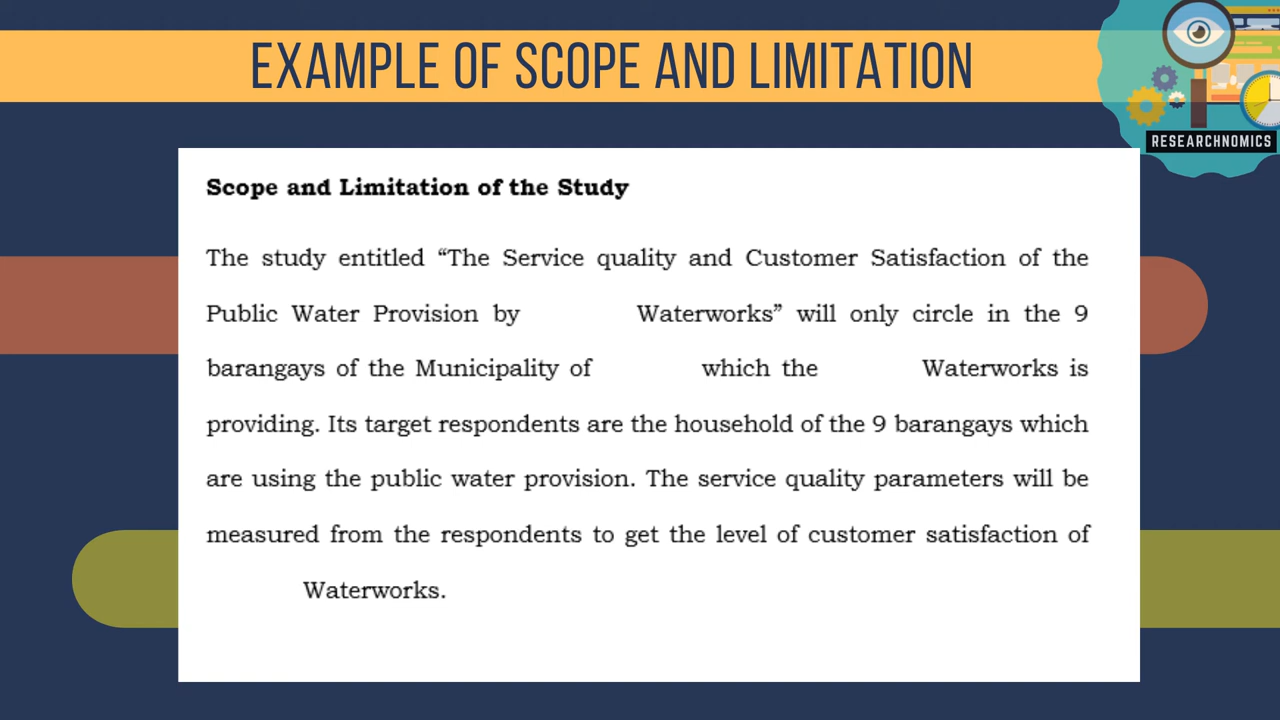 EXAMPLE OF SCOPE AND LIMITATION
RESEARCHNOMICS
Scope and Limitation of the Study
The study entitled “The Service quality and Customer Satisfaction of the
Public Water Provision by Waterworks” will only circle in the 9
barangays of the Municipality of which the Waterworks is
providing. Its target respondents are the household of the 9 barangays which
are using the public water provision. The service quality parameters will be
measured from the respondents to get the level of customer satisfaction of
Waterworks.